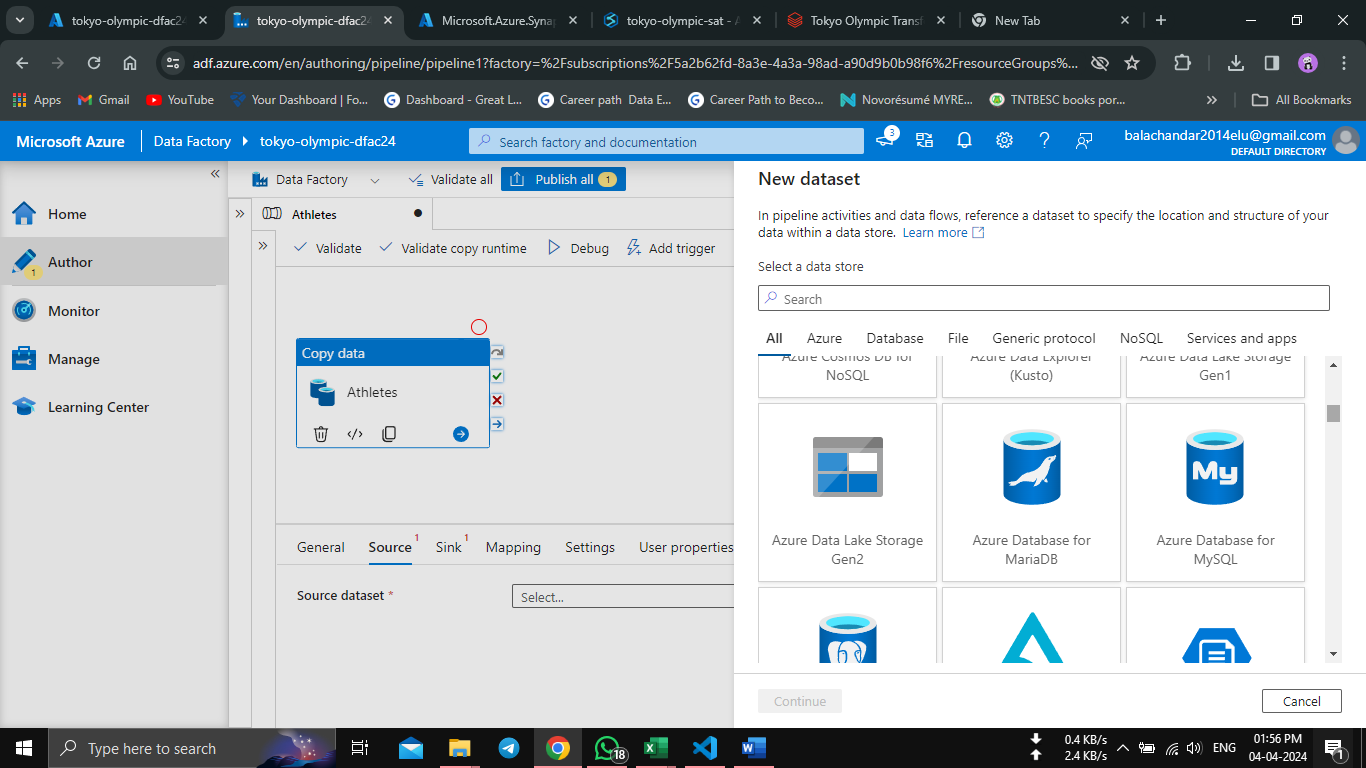 tokyo-olympic-dfac24
tokyo-olympic-dfac24
Microsoft.Azure.Synap
tokyo-olympic-sat - A
Tokyo Olympic Transf
New Tab
adf.azure.com/en/authoring/pipeline/pipeline1?factory=%2Fsubscriptions%2F5a2b62fd-8a3e-4a3a-98ad-a90d9b0b98f6%2FresourceGroups%...
Apps
Gmail
YouTube
Your Dashboard | Fo...
Dashboard - Great L...
Career path Data E...
Career Path to Beco...
Novorésumé MYRE...
TNTBESC books por...
»
All Bookmarks
Microsoft Azure
Data Factory
tokyo-olympic-dfac24
Search factory and documentation
3
balachandar2014elu@gmail.com
DEFAULT DIRECTORY
Home
Author
1
Monitor
Manage
Learning Center
Data Factory
Validate all
Publish all 1
Athletes
Validate
Validate copy runtime
Debug
Add trigger
Copy data
Athletes
General
Source 1
Sink 1
Mapping
Settings
User properties
Source dataset *
Select...
New dataset
In pipeline activities and data flows, reference a dataset to specify the location and structure of your
data within a data store. Learn more
Select a data store
Search
All
Azure
Database
File
Generic protocol
NoSQL
Services and apps
Azure Cosmos DB for
NoSQL
Azure Data Explorer
(Kusto)
Azure Data Lake Storage
Gen1
Azure Data Lake Storage
Gen2
Azure Database for
MariaDB
My
Azure Database for
MySQL
Continue
Cancel
Type here to search
18
0.4 KB/s
2.4 KB/s
ENG
01:56 PM
04-04-2024
1